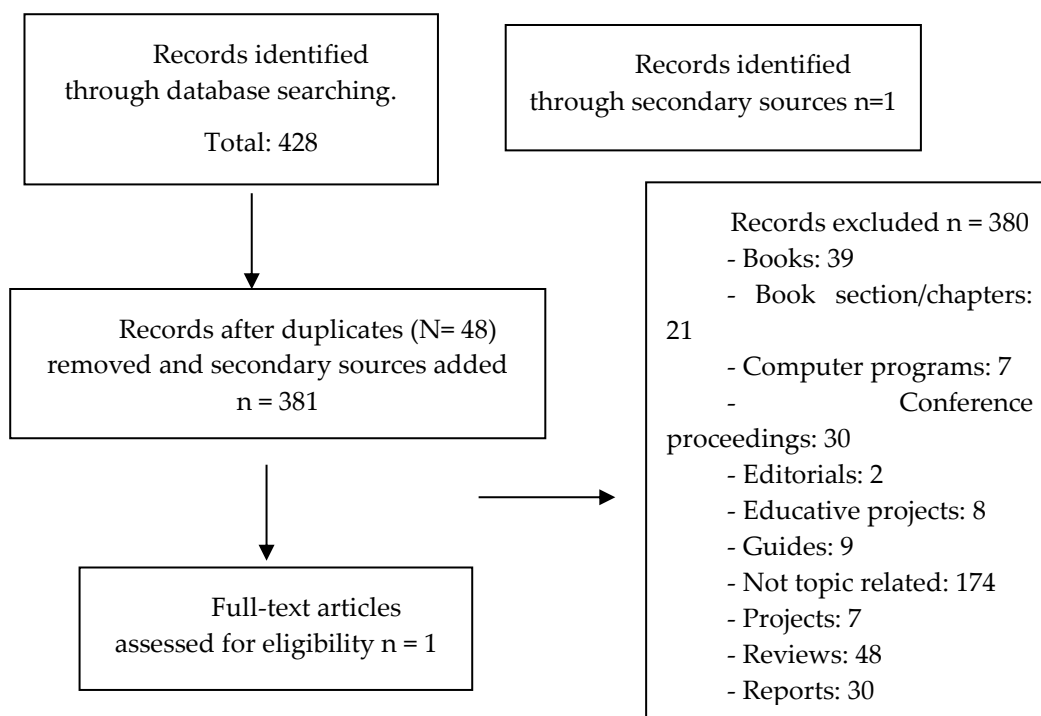 Records identified
through database searching.
Total: 428
Records identified
through secondary sources n=1
Records after duplicates (N= 48)
removed and secondary sources added
n = 381
Records excluded n = 380
- Books: 39
- Book section/chapters:
21
- Computer programs: 7
- Conference
proceedings: 30
- Editorials: 2
- Educative projects: 8
- Guides: 9
- Not topic related: 174
- Projects: 7
- Reviews: 48
- Reports: 30
Full-text articles
assessed for eligibility n = 1